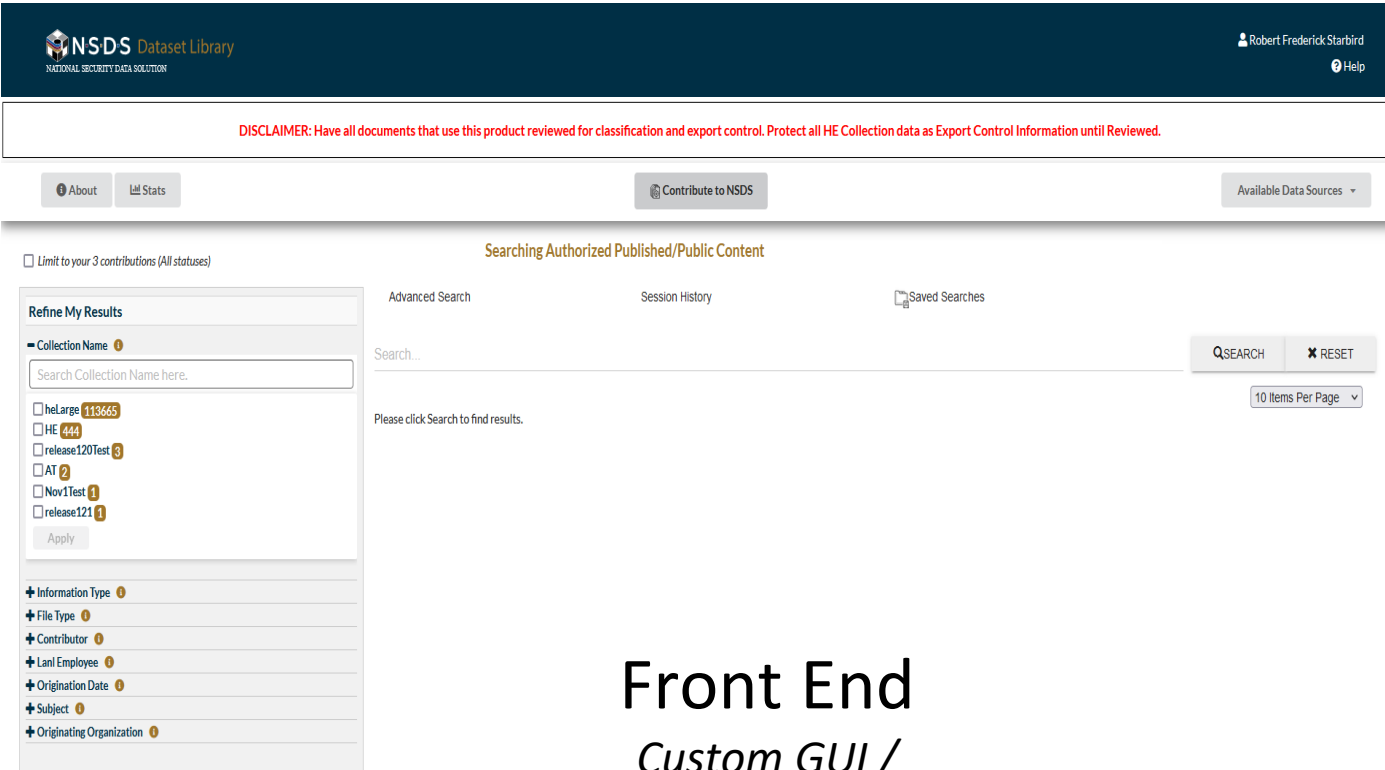 N·S·D·S Dataset Library
NATIONAL SECURITY DATA SOLUTION
Robert Frederick Starbird
Help
DISCLAIMER: Have all documents that use this product reviewed for classification and export control. Protect all HE Collection data as Export Control Information until Reviewed.
About
Stats
Contribute to NSDS
Available Data Sources
Limit to your 3 contributions (All statuses)
Searching Authorized Published/Public Content
Refine My Results
Collection Name
Search Collection Name here.
heLarge 113665
HE 444
release120Test 3
AT 2
Nov1Test 1
release121 1
Apply
Information Type
File Type
Contributor
Lanl Employee
Origination Date
Subject
Originating Organization
Advanced Search
Session History
Saved Searches
Search...
SEARCH
RESET
10 Items Per Page
Please click Search to find results.
Front End
Custom GUI /